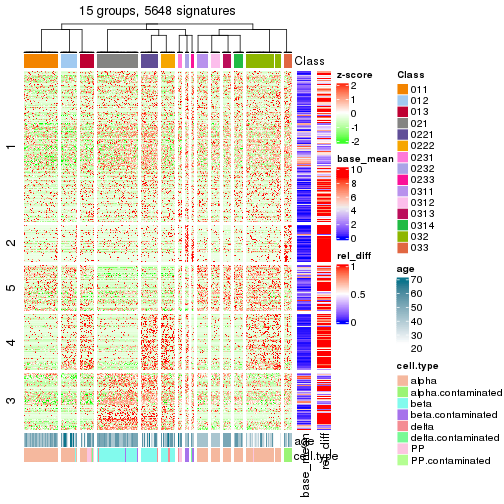 15 groups, 5648 signatures
Class
1
2
5
4
3
age
cell.type
base_mean
rel_diff
z-score
2
1
0
-1
-2
base_mean
10
8
6
4
2
0
rel_diff
1
0.5
0
Class
011
012
013
021
0221
0222
0231
0232
0233
0311
0312
0313
0314
032
033
age
70
60
50
40
30
20
cell.type
alpha
alpha.contaminated
beta
beta.contaminated
delta
delta.contaminated
PP
PP.contaminated